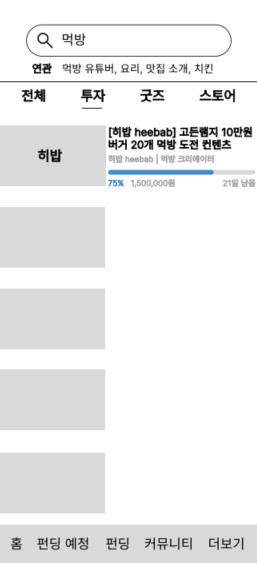 먹방
연관 먹방 유튜버, 요리, 맛집 소개, 치킨
전체 투자 굿즈 스토어
히밥
[히밥 heebab] 고든램지 10만원
버거 20개 먹방 도전 컨텐츠
히밥 heebab | 먹방 크리에이터
75% 1,500,000원 21일 남음
홈 펀딩 예정 펀딩 커뮤니티 더보기